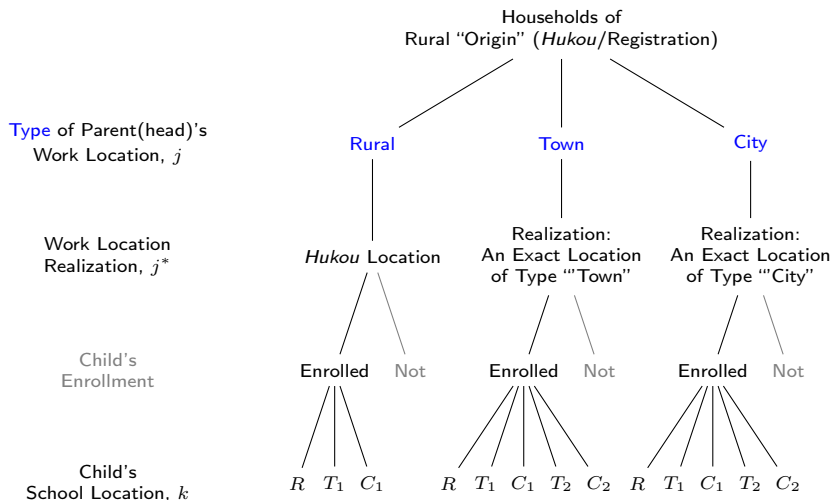 Households of
Rural “Origin” (Hukou/Registration)
Type of Parent(head)’s
Work Location, j
Rural Town City
Work Location
Realization, j*
Hukou Location
Realization:
An Exact Location
of Type “’Town”
Realization:
An Exact Location
of Type “’City”
Child’s
Enrollment
Enrolled Not Enrolled Not Enrolled Not
Child’s
School Location, k
R T₁ C₁ R T₁ C₁ T₂ C₂ R T₁ C₁ T₂ C₂